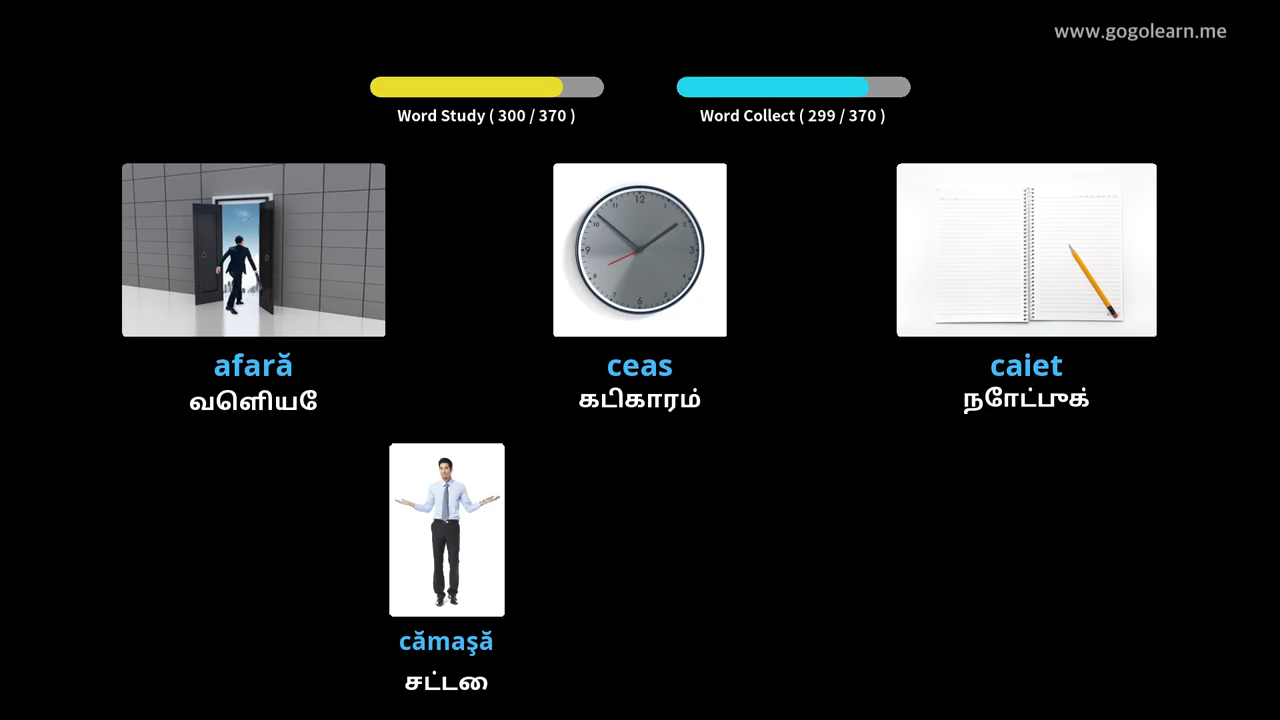 www.gogolearn.me
Word Study ( 300 / 370 )
Word Collect ( 299 / 370 )
afară
ceas
caiet
வெளியே
கடிகாரம்
நோட்புக்
cămaşă
சட்டை